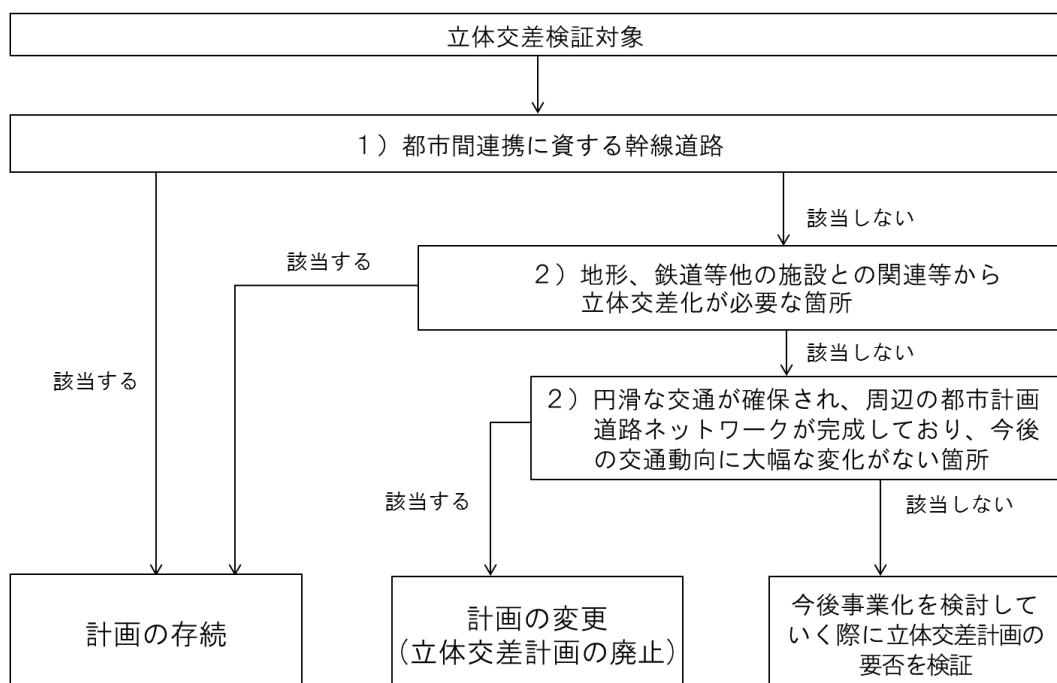 立体交差検証対象
１）都市間連携に資する幹線道路
該当しない
該当する
２）地形、鉄道等他の施設との関連等から
立体交差化が必要な箇所
該当しない
該当する
２）円滑な交通が確保され、周辺の都市計画
道路ネットワークが完成しており、今後
の交通動向に大幅な変化がない箇所
該当する
該当しない
計画の存続
計画の変更
（立体交差計画の廃止）
今後事業化を検討して
いく際に立体交差計画の
要否を検証